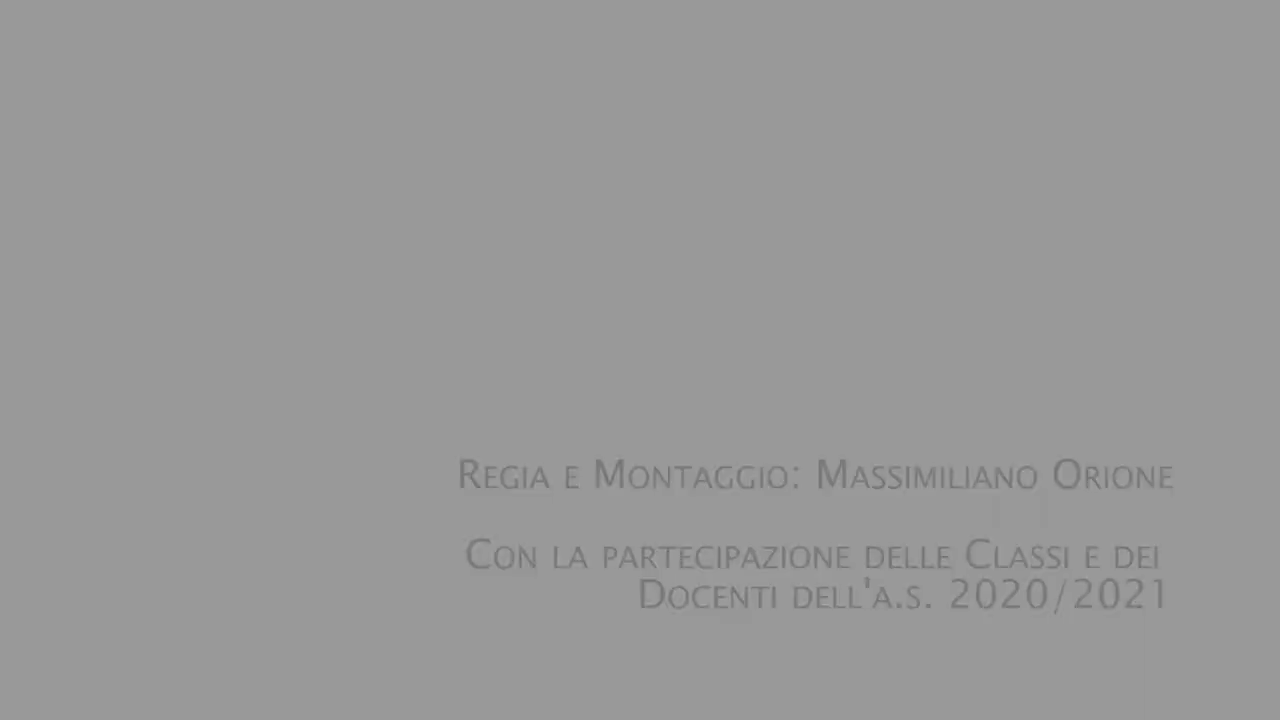 Regia e Montaggio: Massimiliano Orione
Con la partecipazione delle Classi e dei
Docenti dell'a.s. 2020/2021